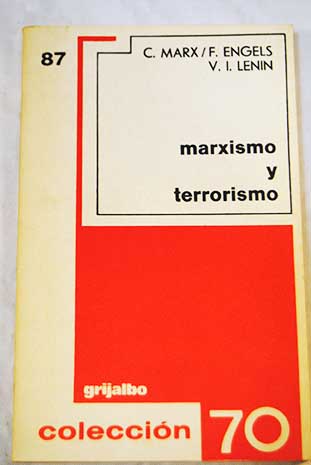 87
C. MARX/F. ENGELS
V. I. LENIN
marxismo
y
terrorismo
grijalbo
colección 70